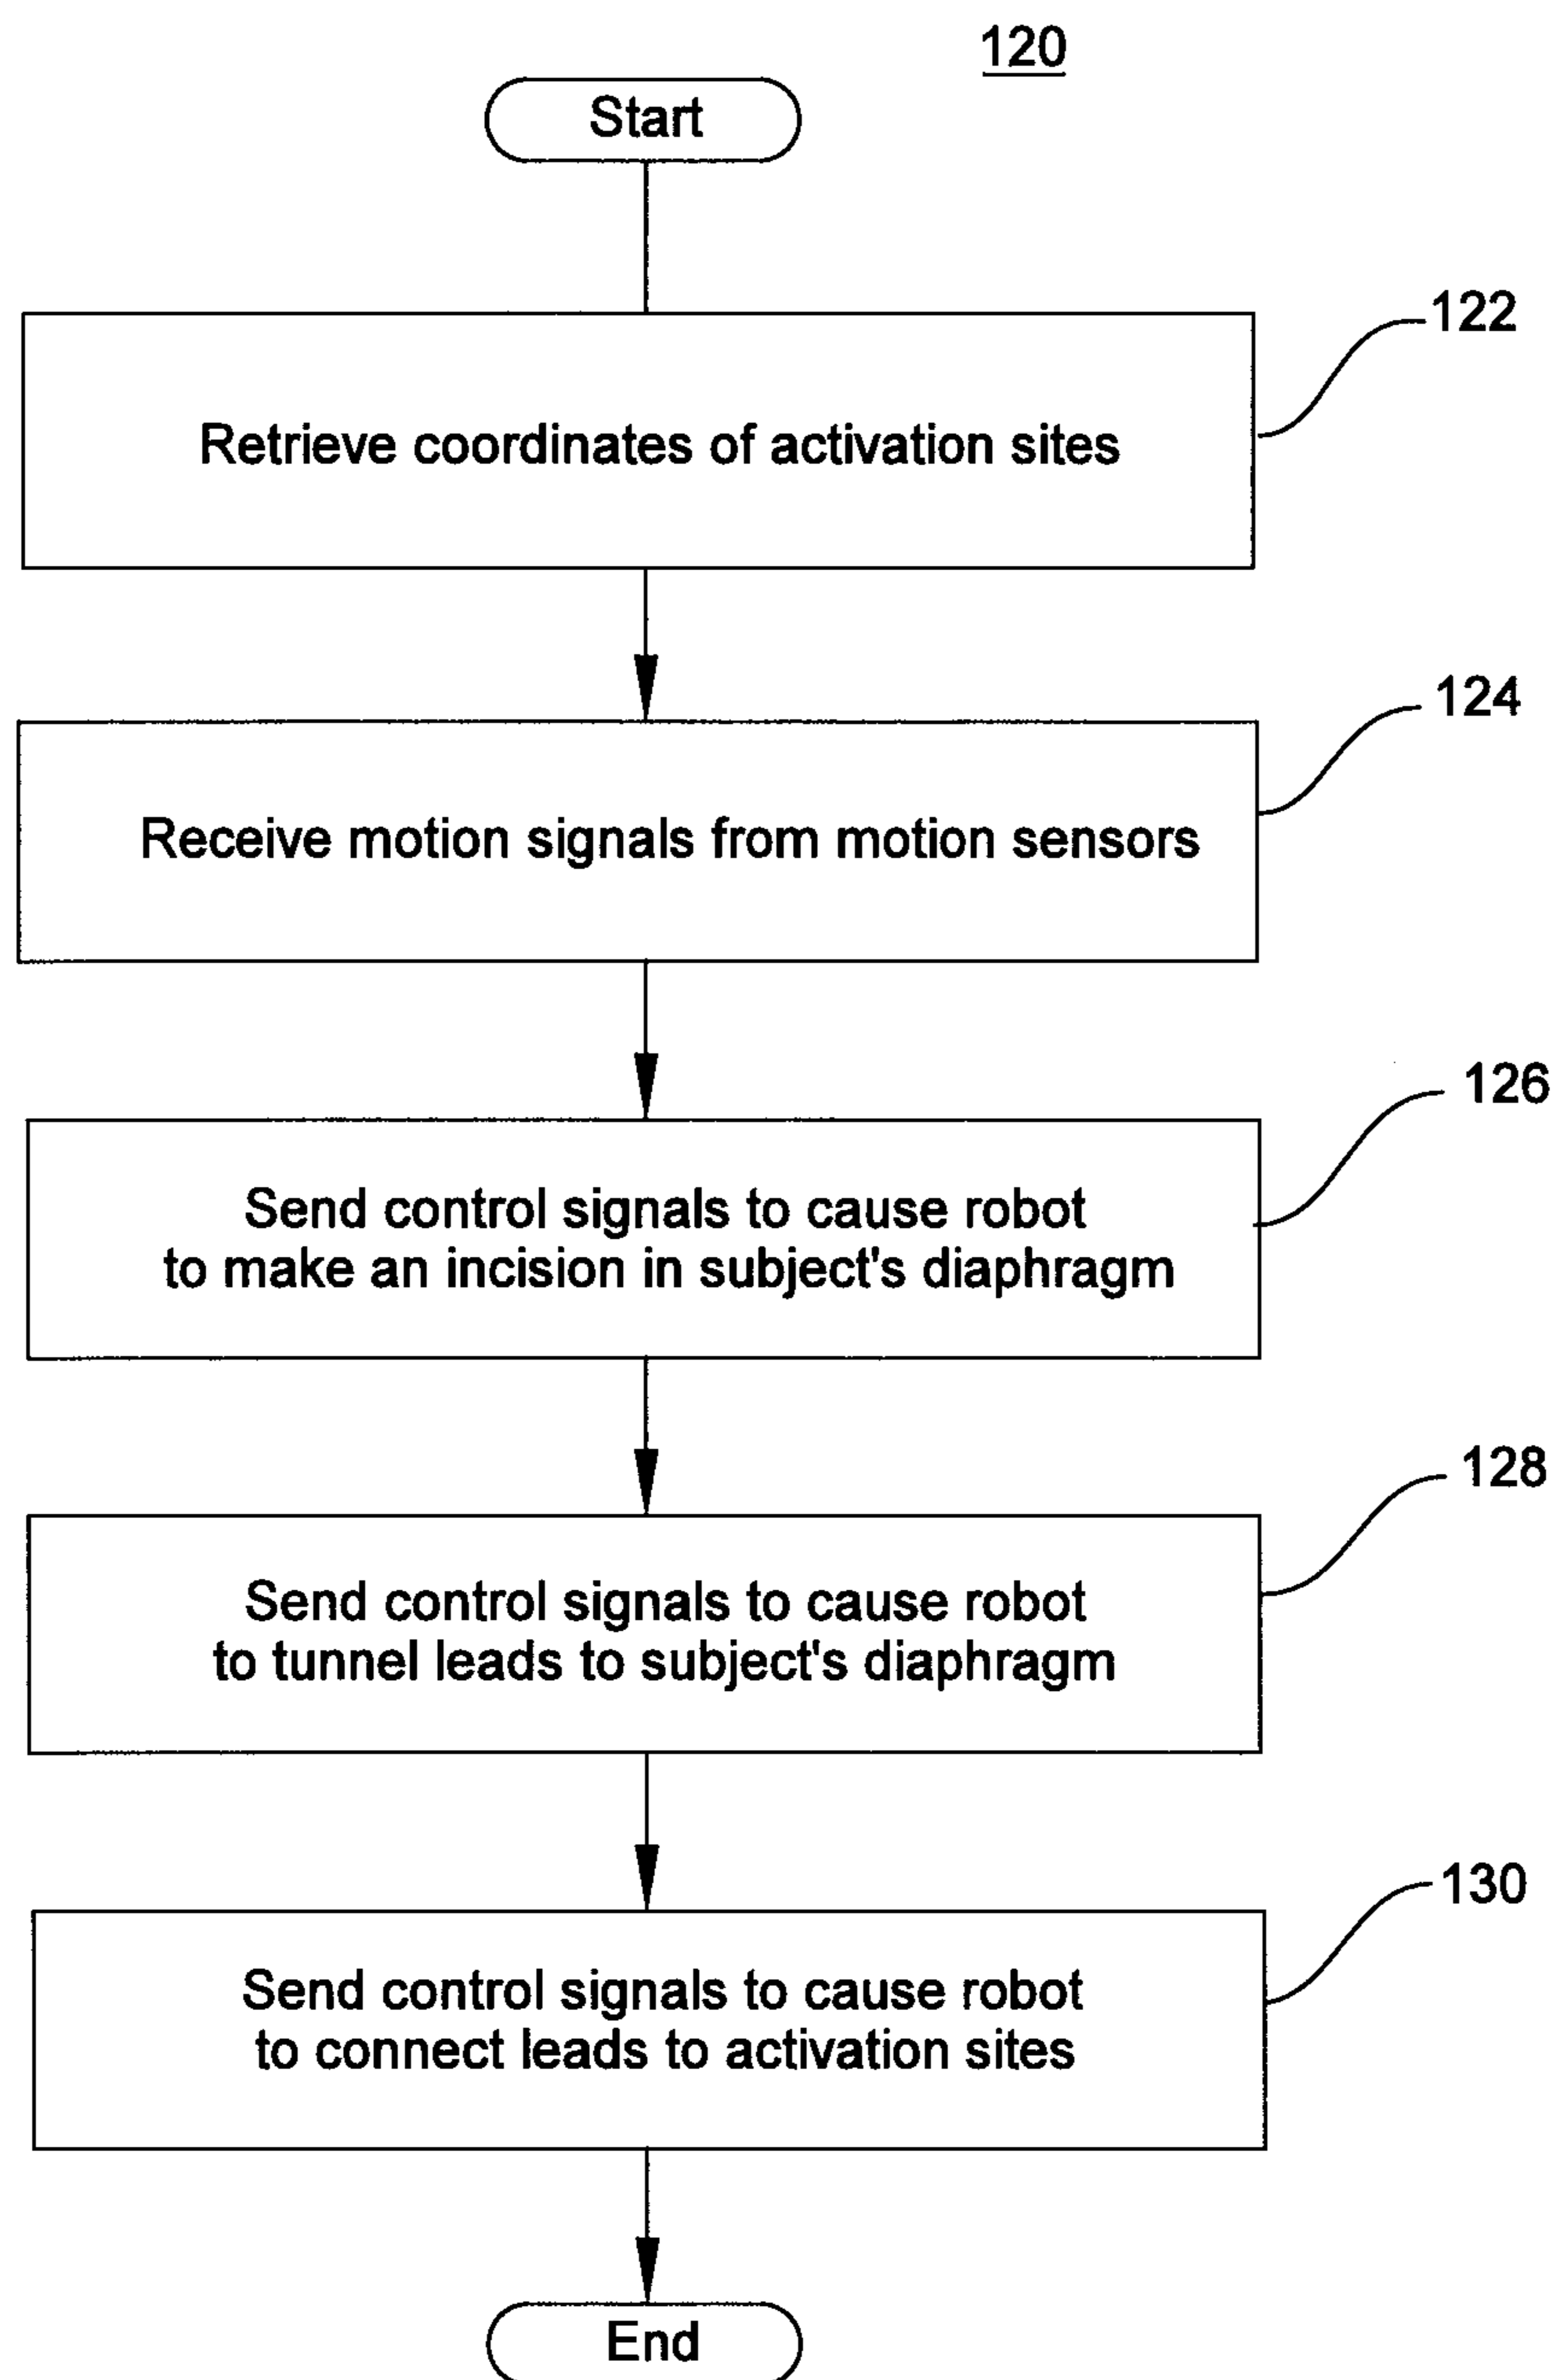 120
Start
122
Retrieve coordinates of activation sites
124
Receive motion signals from motion sensors
126
Send control signals to cause robot
to make an incision in subject's diaphragm
128
Send control signals to cause robot
to tunnel leads to subject's diaphragm
130
Send control signals to cause robot
to connect leads to activation sites
End